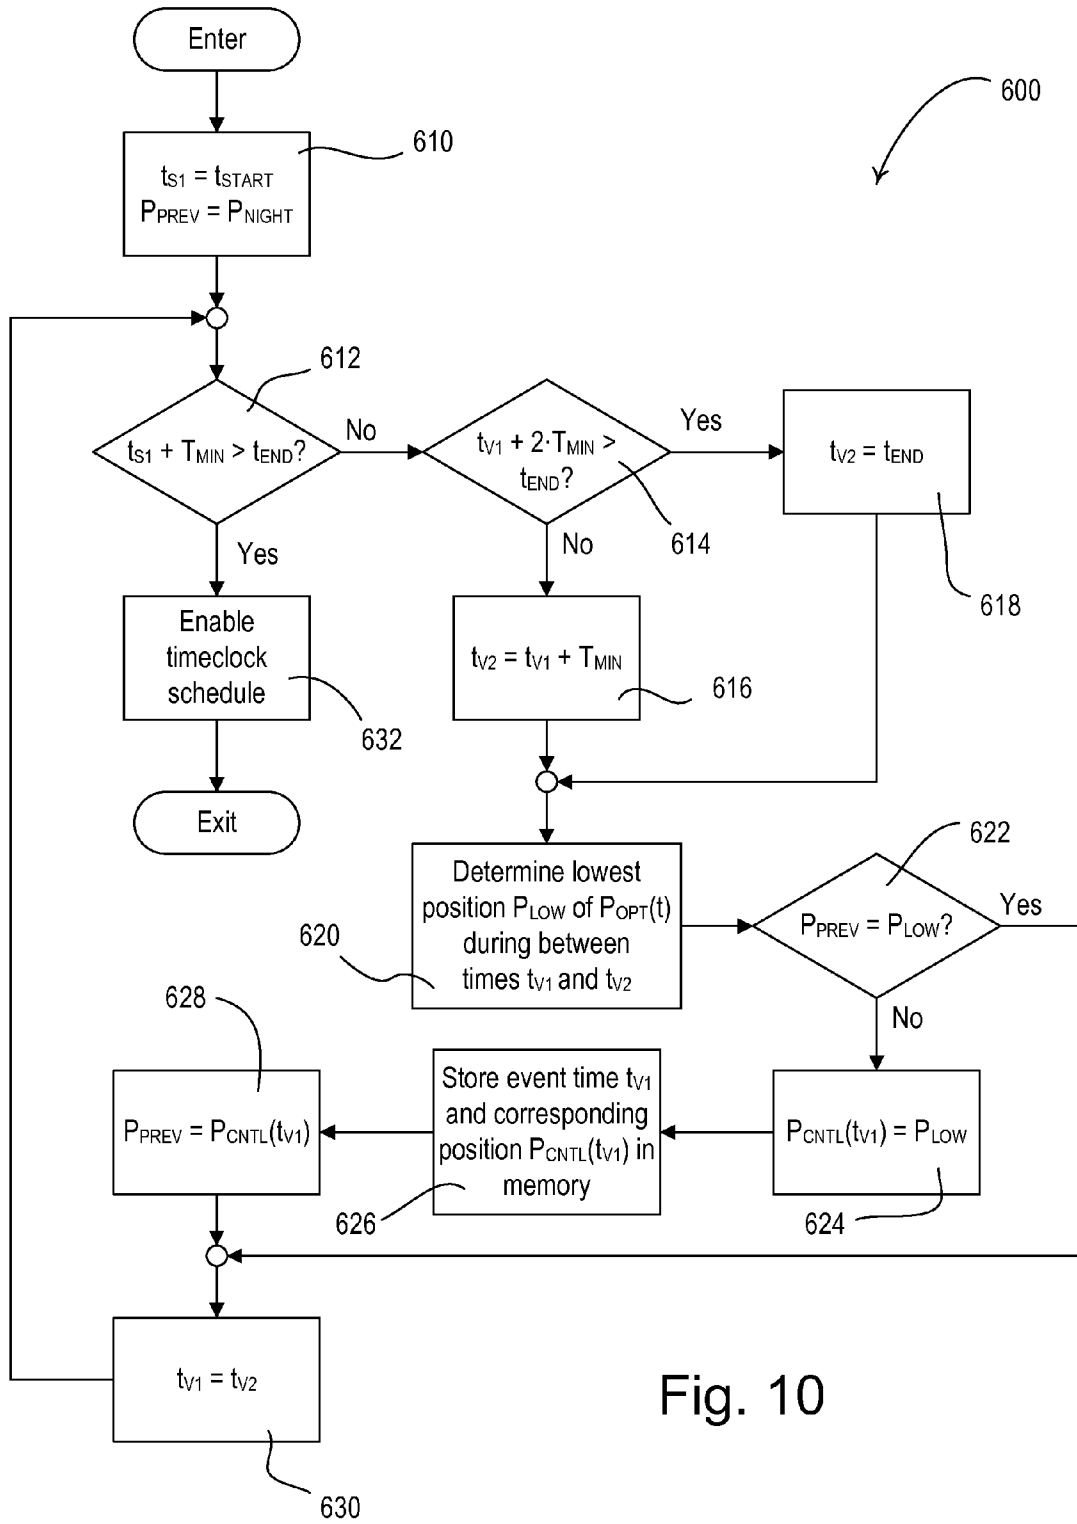 Enter
600
610
tS1 = tSTART
PPREV = PNIGHT
612
tS1 + TMIN > tEND?
No
Yes
tV1 + 2·TMIN >
tEND?
614
Yes
No
tV2 = tEND
618
Enable
timeclock
schedule
632
Exit
tV2 = tV1 + TMIN
616
Determine lowest
position PLOW of POPT(t)
during between
times tV1 and tV2
620
622
PPREV = PLOW?
Yes
No
PCNTL(tV1) = PLOW
624
Store event time tV1
and corresponding
position PCNTL(tV1) in
memory
626
628
PPREV = PCNTL(tV1)
tV1 = tV2
630
Fig. 10